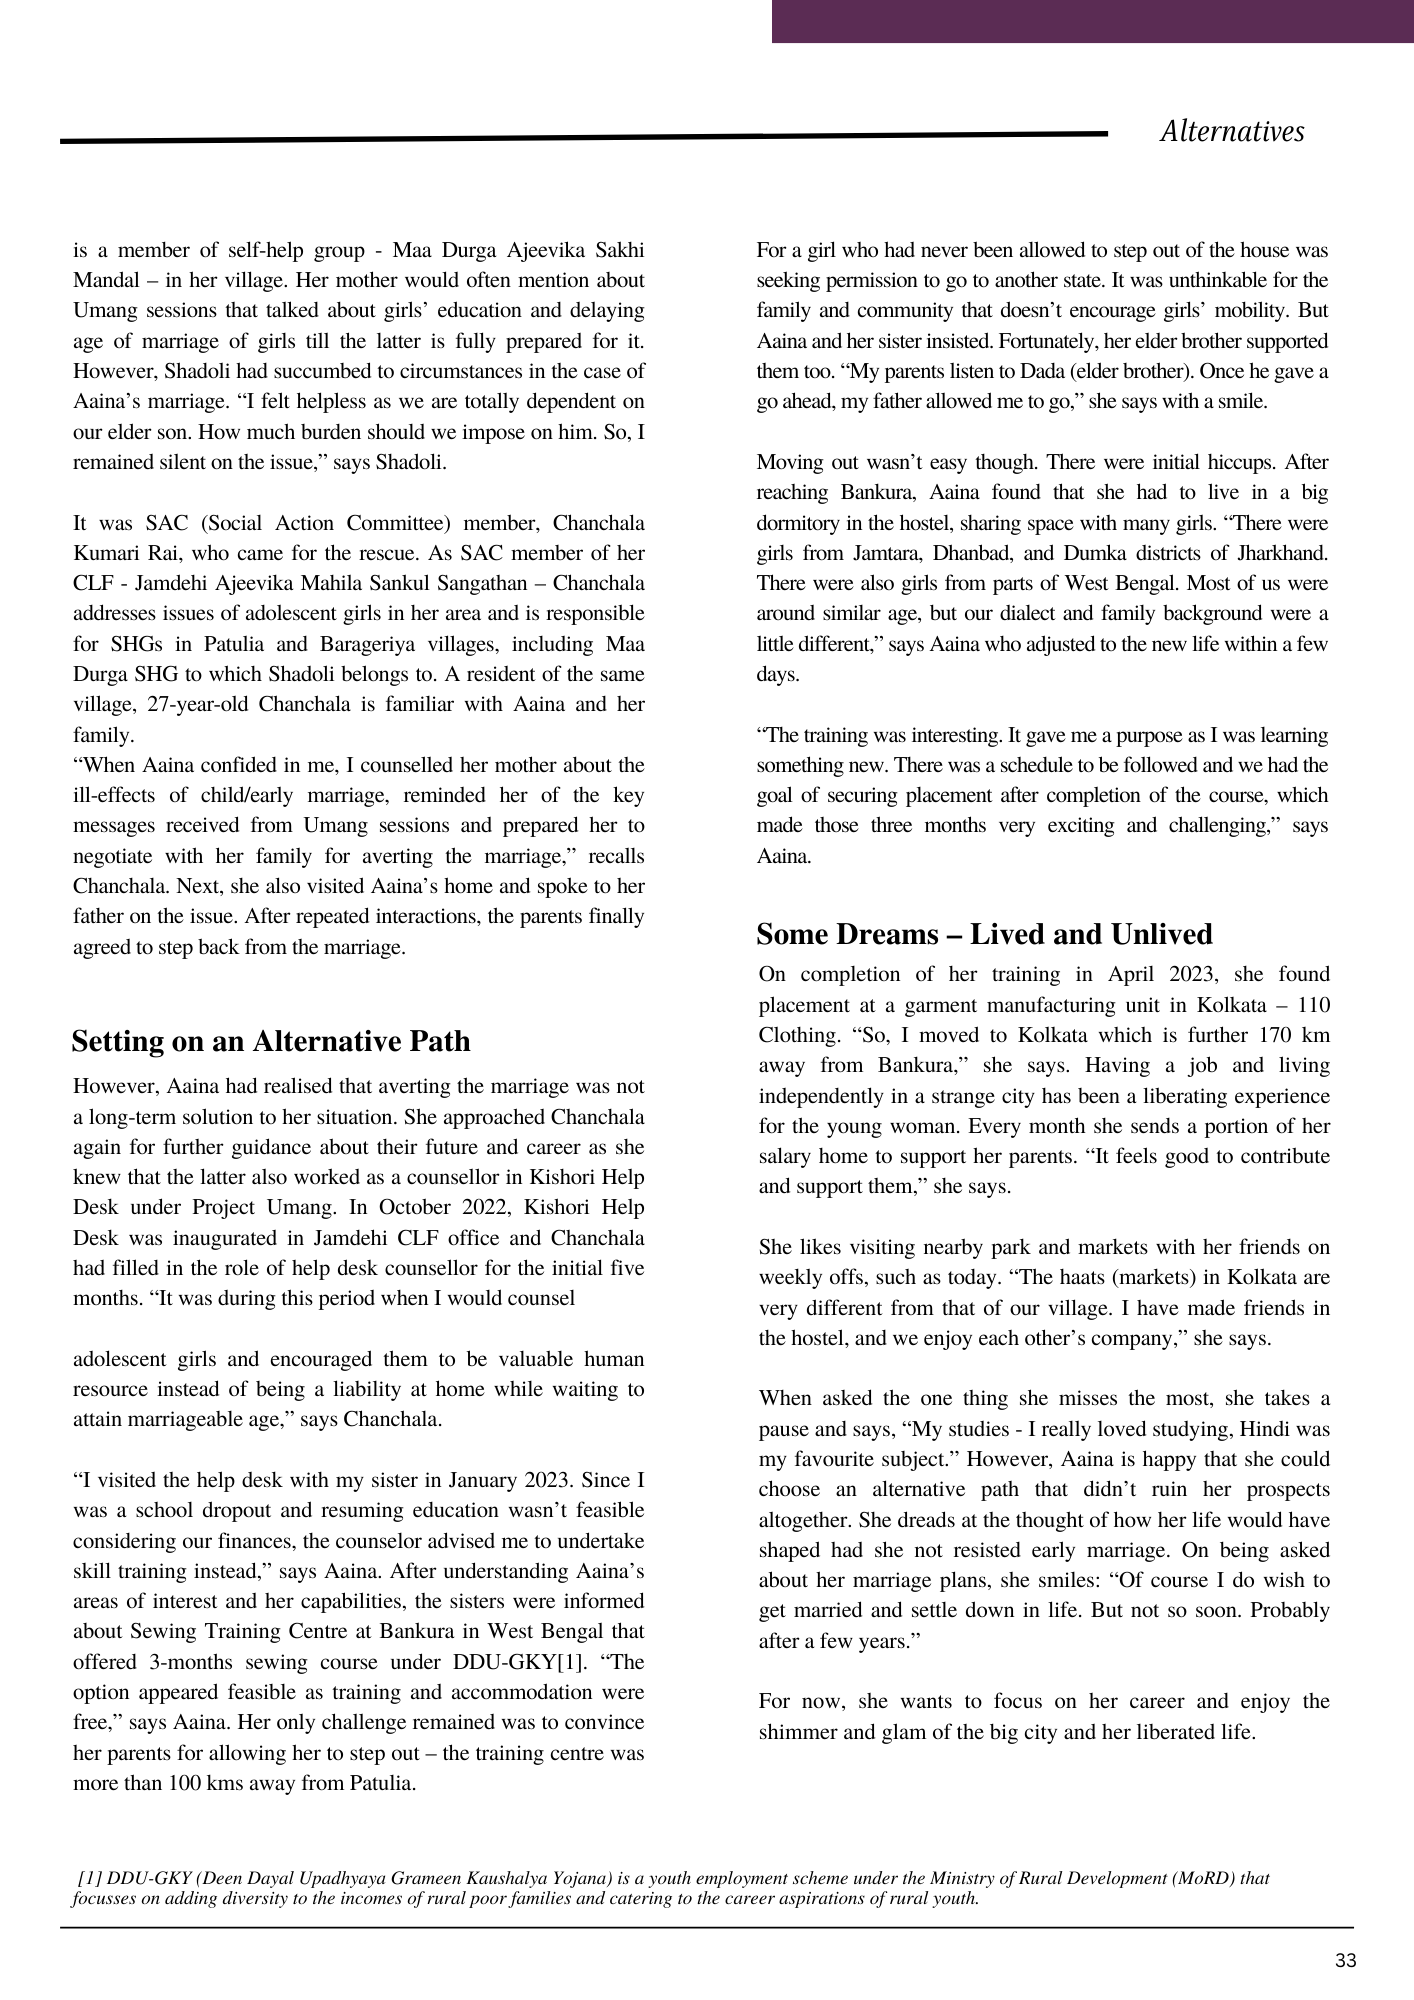 Alternatives
is a member of self-help group - Maa Durga Ajeevika Sakhi
Mandal – in her village. Her mother would often mention about
Umang sessions that talked about girls’ education and delaying
age of marriage of girls till the latter is fully prepared for it.
However, Shadoli had succumbed to circumstances in the case of
Aaina’s marriage. “I felt helpless as we are totally dependent on
our elder son. How much burden should we impose on him. So, I
remained silent on the issue,” says Shadoli.
It was SAC (Social Action Committee) member, Chanchala
Kumari Rai, who came for the rescue. As SAC member of her
CLF - Jamdehi Ajeevika Mahila Sankul Sangathan – Chanchala
addresses issues of adolescent girls in her area and is responsible
for SHGs in Patulia and Barageriya villages, including Maa
Durga SHG to which Shadoli belongs to. A resident of the same
village, 27-year-old Chanchala is familiar with Aaina and her
family.
“When Aaina confided in me, I counselled her mother about the
ill-effects of child/early marriage, reminded her of the key
messages received from Umang sessions and prepared her to
negotiate with her family for averting the marriage,” recalls
Chanchala. Next, she also visited Aaina’s home and spoke to her
father on the issue. After repeated interactions, the parents finally
agreed to step back from the marriage.
Setting on an Alternative Path
However, Aaina had realised that averting the marriage was not
a long-term solution to her situation. She approached Chanchala
again for further guidance about their future and career as she
knew that the latter also worked as a counsellor in Kishori Help
Desk under Project Umang. In October 2022, Kishori Help
Desk was inaugurated in Jamdehi CLF office and Chanchala
had filled in the role of help desk counsellor for the initial five
months. “It was during this period when I would counsel
adolescent girls and encouraged them to be valuable human
resource instead of being a liability at home while waiting to
attain marriageable age,” says Chanchala.
“I visited the help desk with my sister in January 2023. Since I
was a school dropout and resuming education wasn’t feasible
considering our finances, the counselor advised me to undertake
skill training instead,” says Aaina. After understanding Aaina’s
areas of interest and her capabilities, the sisters were informed
about Sewing Training Centre at Bankura in West Bengal that
offered 3-months sewing course under DDU-GKY[1]. “The
option appeared feasible as training and accommodation were
free,” says Aaina. Her only challenge remained was to convince
her parents for allowing her to step out – the training centre was
more than 100 kms away from Patulia.
For a girl who had never been allowed to step out of the house was
seeking permission to go to another state. It was unthinkable for the
family and community that doesn’t encourage girls’ mobility. But
Aaina and her sister insisted. Fortunately, her elder brother supported
them too. “My parents listen to Dada (elder brother). Once he gave a
go ahead, my father allowed me to go,” she says with a smile.
Moving out wasn’t easy though. There were initial hiccups. After
reaching Bankura, Aaina found that she had to live in a big
dormitory in the hostel, sharing space with many girls. “There were
girls from Jamtara, Dhanbad, and Dumka districts of Jharkhand.
There were also girls from parts of West Bengal. Most of us were
around similar age, but our dialect and family background were a
little different,” says Aaina who adjusted to the new life within a few
days.
“The training was interesting. It gave me a purpose as I was learning
something new. There was a schedule to be followed and we had the
goal of securing placement after completion of the course, which
made those three months very exciting and challenging,” says
Aaina.
Some Dreams – Lived and Unlived
On completion of her training in April 2023, she found
placement at a garment manufacturing unit in Kolkata – 110
Clothing. “So, I moved to Kolkata which is further 170 km
away from Bankura,” she says. Having a job and living
independently in a strange city has been a liberating experience
for the young woman. Every month she sends a portion of her
salary home to support her parents. “It feels good to contribute
and support them,” she says.
She likes visiting nearby park and markets with her friends on
weekly offs, such as today. “The haats (markets) in Kolkata are
very different from that of our village. I have made friends in
the hostel, and we enjoy each other’s company,” she says.
When asked the one thing she misses the most, she takes a
pause and says, “My studies - I really loved studying, Hindi was
my favourite subject.” However, Aaina is happy that she could
choose an alternative path that didn’t ruin her prospects
altogether. She dreads at the thought of how her life would have
shaped had she not resisted early marriage. On being asked
about her marriage plans, she smiles: “Of course I do wish to
get married and settle down in life. But not so soon. Probably
after a few years.”
For now, she wants to focus on her career and enjoy the
shimmer and glam of the big city and her liberated life.
[1] DDU-GKY (Deen Dayal Upadhyaya Grameen Kaushalya Yojana) is a youth employment scheme under the Ministry of Rural Development (MoRD) that
focusses on adding diversity to the incomes of rural poor families and catering to the career aspirations of rural youth.
33